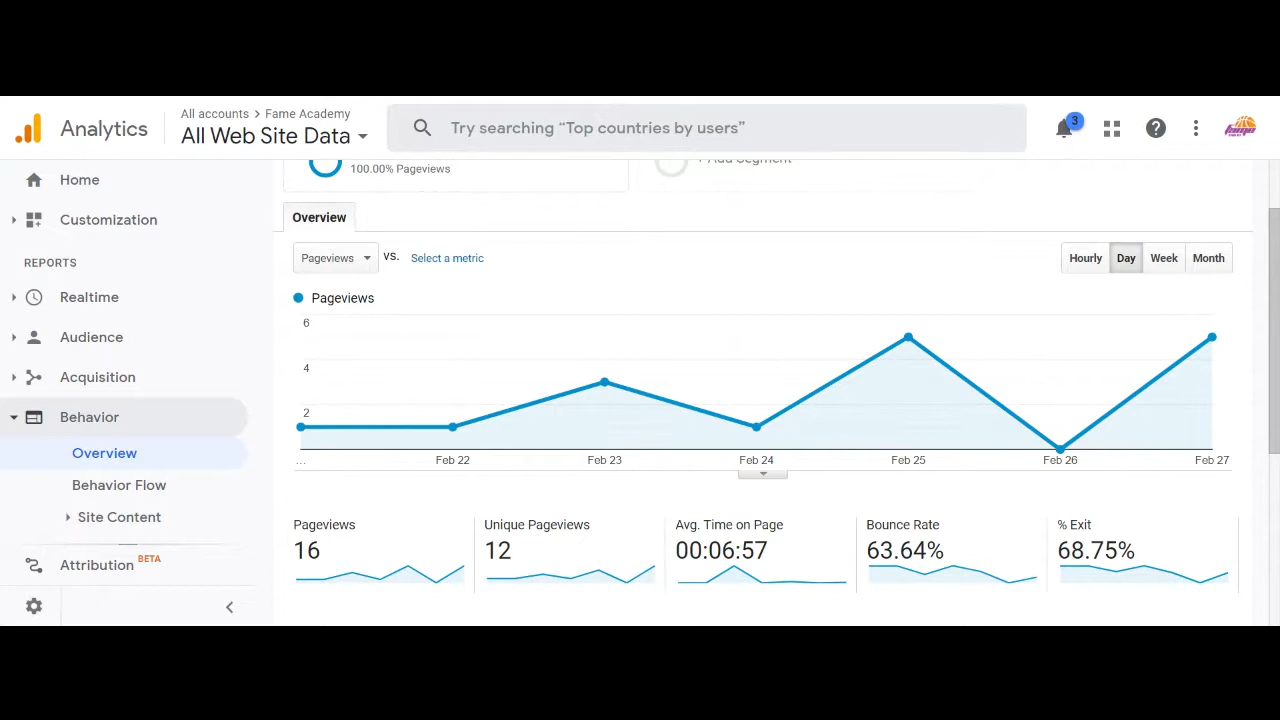 Analytics
All accounts > Fame Academy
All Web Site Data
Try searching “Top countries by users”
3
100.00% Pageviews
+ Add Segment
Home
Customization
REPORTS
Realtime
Audience
Acquisition
Behavior
Overview
Behavior Flow
Site Content
Attribution BETA
Overview
Pageviews vs. Select a metric
Hourly Day Week Month
Pageviews
6
4
2
... Feb 22 Feb 23 Feb 24 Feb 25 Feb 26 Feb 27
Pageviews Unique Pageviews Avg. Time on Page Bounce Rate % Exit
16 12 00:06:57 63.64% 68.75%